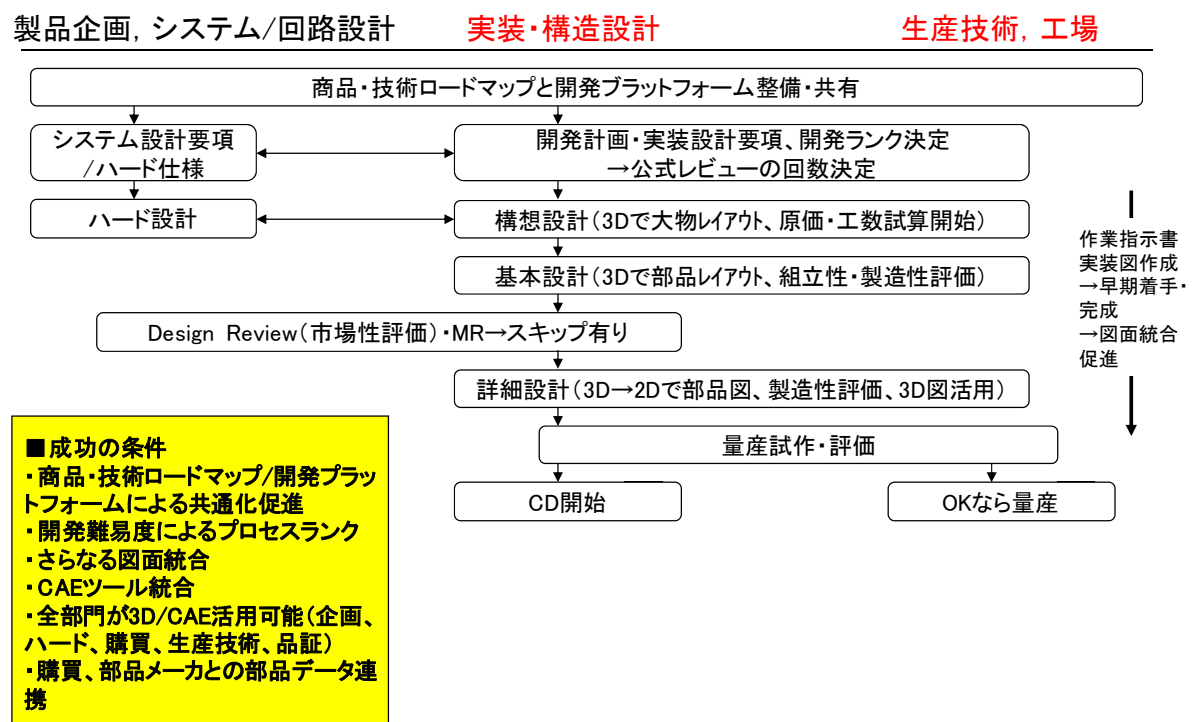 製品企画, システム/回路設計
実装・構造設計
生産技術, 工場
商品・技術ロードマップと開発プラットフォーム整備・共有
システム設計要項
/ハード仕様
開発計画・実装設計要項、開発ランク決定
→公式レビューの回数決定
ハード設計
構想設計(3Dで大物レイアウト、原価・工数試算開始)
基本設計(3Dで部品レイアウト、組立性・製造性評価)
Design Review(市場性評価)・MR→スキップ有り
詳細設計(3D→2Dで部品図、製造性評価、3D図活用)
量産試作・評価
CD開始
OKなら量産
作業指示書
実装図作成
→早期着手・
完成
→図面統合
促進
■成功の条件
・商品・技術ロードマップ/開発プラッ
トフォームによる共通化促進
・開発難易度によるプロセスランク
・さらなる図面統合
・CAEツール統合
・全部門が3D/CAE活用可能(企画、
ハード、購買、生産技術、品証)
・購買、部品メーカとの部品データ連
携